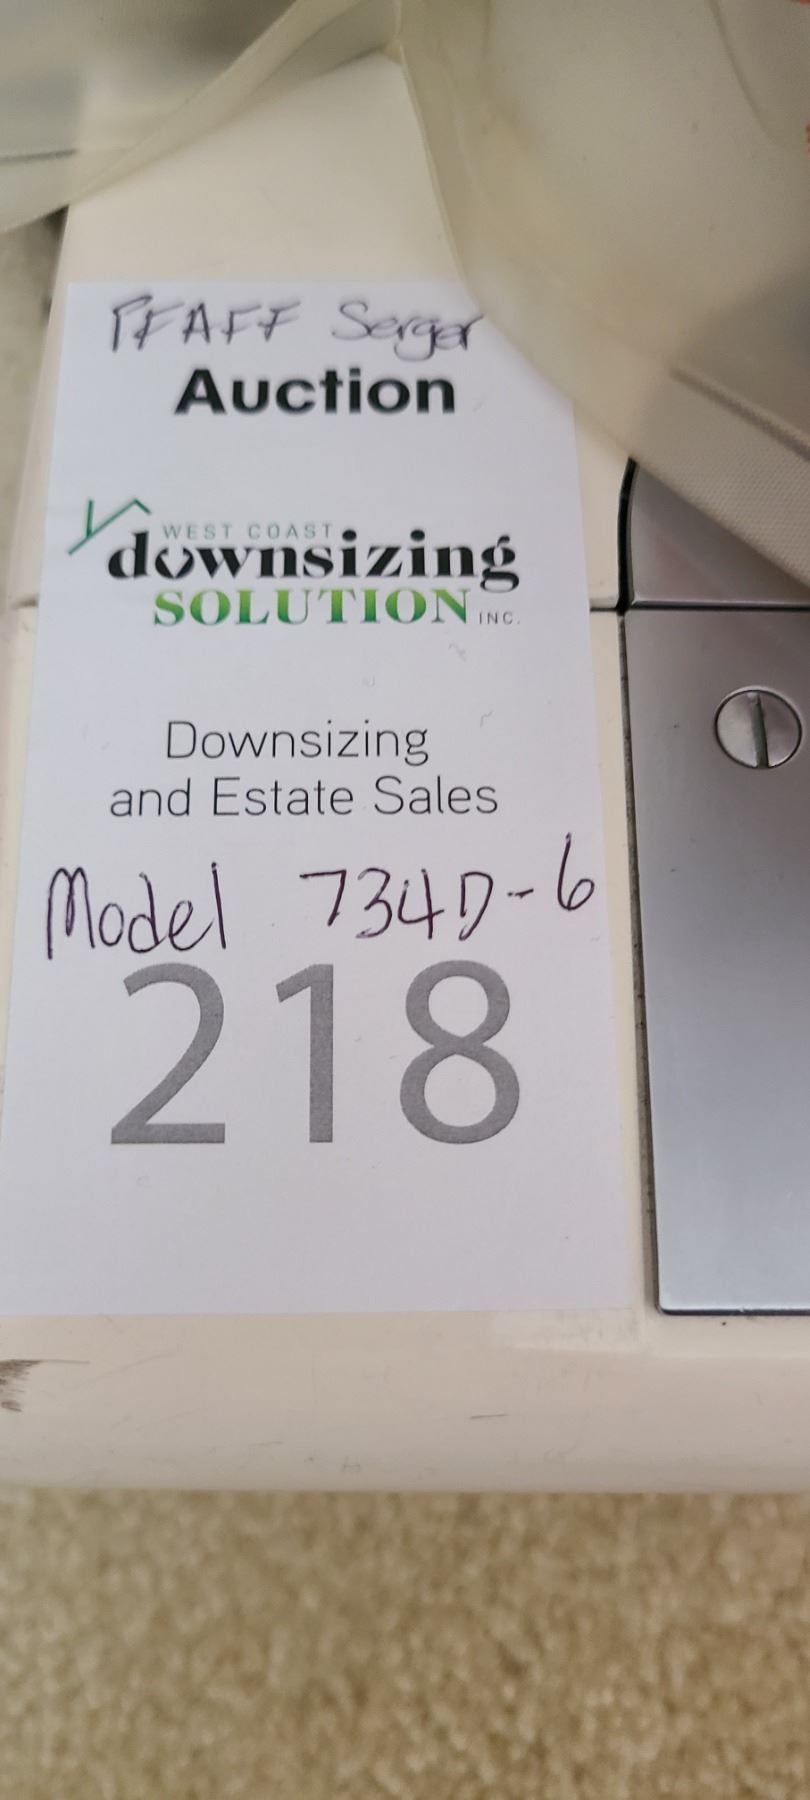 PFAFF Serger
Auction
WEST COAST
downsizing
SOLUTION INC.
Downsizing
and Estate Sales
Model 734D-6
218